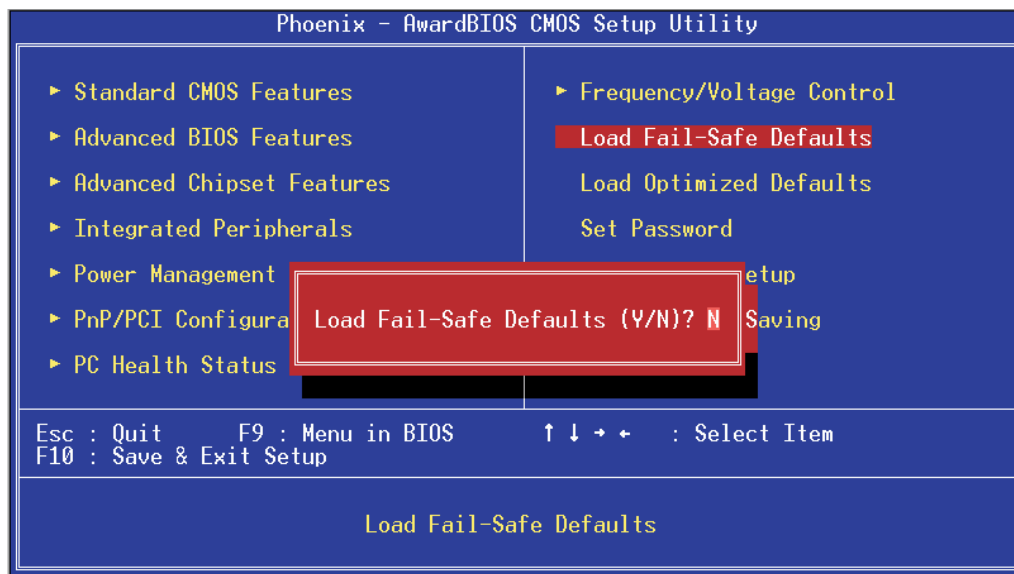 Phoenix - AwardBIOS CMOS Setup Utility
► Standard CMOS Features
► Advanced BIOS Features
► Advanced Chipset Features
► Integrated Peripherals
► Power Management
► PnP/PCI Configura
► PC Health Status
► Frequency/Voltage Control
Load Fail-Safe Defaults
Load Optimized Defaults
Set Password
etup
Saving
Load Fail-Safe Defaults (Y/N)? N
Esc : Quit F9 : Menu in BIOS ↑ ↓ → ← : Select Item
F10 : Save & Exit Setup
Load Fail-Safe Defaults